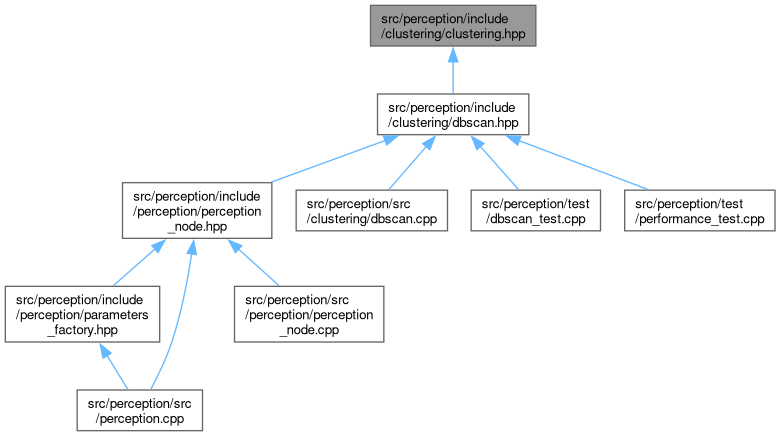 src/perception/include
/clustering/clustering.hpp
src/perception/include
/clustering/dbscan.hpp
src/perception/include
/perception/perception
_node.hpp
src/perception/src
/clustering/dbscan.cpp
src/perception/test
/dbscan_test.cpp
src/perception/test
/performance_test.cpp
src/perception/include
/perception/parameters
_factory.hpp
src/perception/src
/perception/perception
_node.cpp
src/perception/src
/perception.cpp